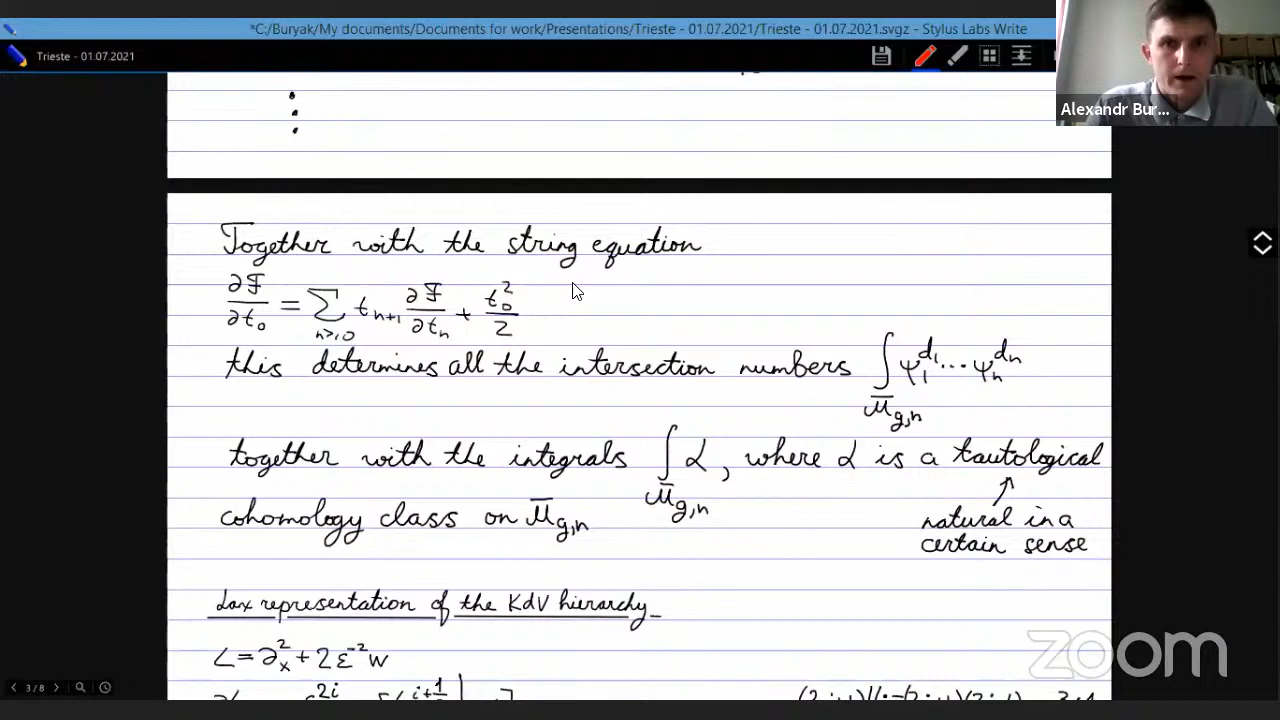 *C:/Buryak/My documents/Documents for work/Presentations/Trieste - 01.07.2021/Trieste - 01.07.2021.svgz - Stylus Labs Write
Trieste - 01.07.2021
Alexandr Bur...
Together with the string equation
∂F/∂t₀ = Σ_{n≥0} t_{n+1} ∂F/∂t_n + t₀²/2
this determines all the intersection numbers ∫_{M̄_{g,n}} ψ₁^{d₁} ... ψ_n^{d_n}
together with the integrals ∫_{M̄_{g,n}} α, where α is a tautological
cohomology class on M̄_{g,n}
natural in a
certain sense
Lax representation of the KdV hierarchy
L = ∂_x² + 2ε⁻²w
3/8
zoom